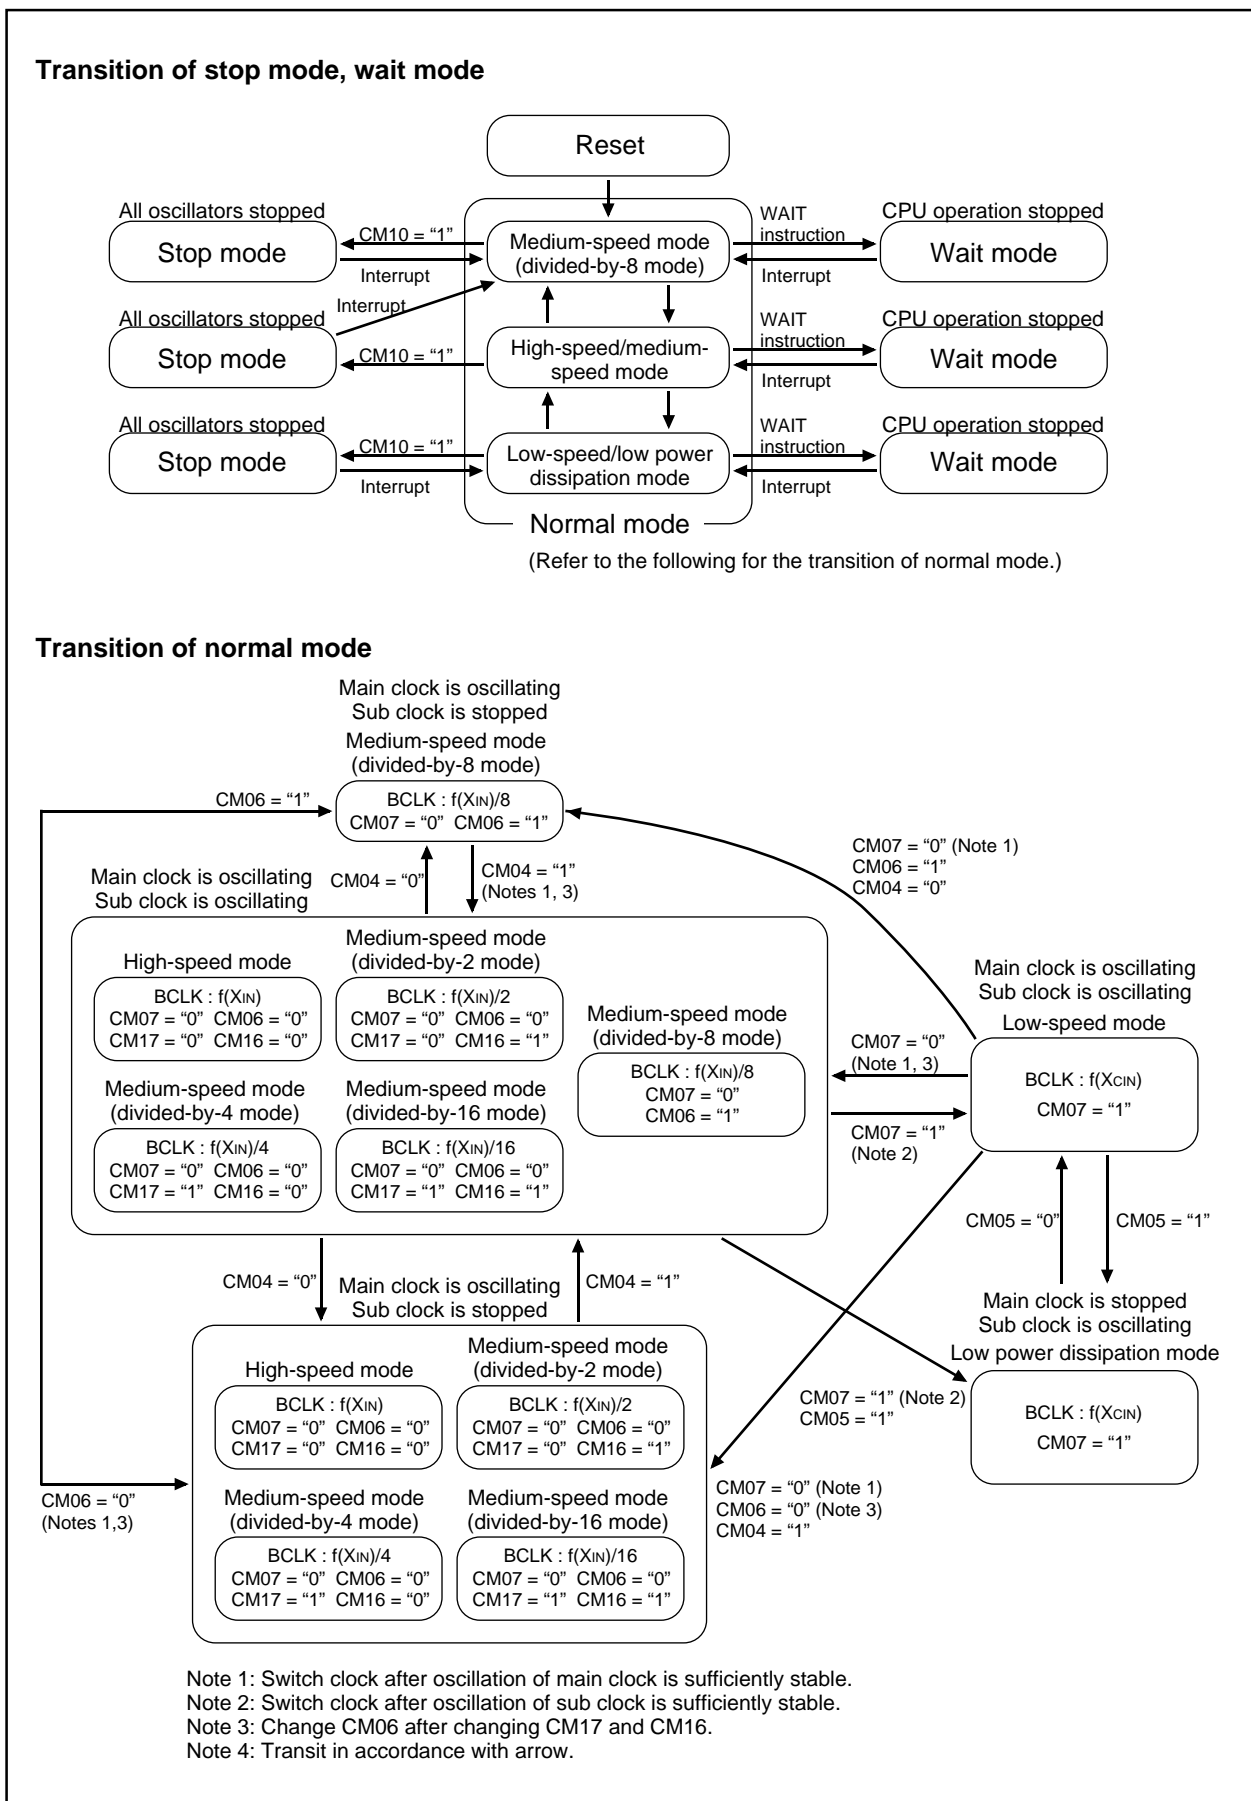 Transition of stop mode, wait mode
Reset
All oscillators stopped
Stop mode
CM10 = “1”
Interrupt
Medium-speed mode
(divided-by-8 mode)
WAIT
instruction
Interrupt
CPU operation stopped
Wait mode
Interrupt
All oscillators stopped
Stop mode
CM10 = “1”
High-speed/medium-
speed mode
WAIT
instruction
Interrupt
CPU operation stopped
Wait mode
All oscillators stopped
Stop mode
CM10 = “1”
Interrupt
Low-speed/low power
dissipation mode
WAIT
instruction
Interrupt
CPU operation stopped
Wait mode
Normal mode
(Refer to the following for the transition of normal mode.)
Transition of normal mode
Main clock is oscillating
Sub clock is stopped
Medium-speed mode
(divided-by-8 mode)
CM06 = “1”
BCLK : f(XIN)/8
CM07 = “0” CM06 = “1”
CM07 = “0” (Note 1)
CM06 = “1”
CM04 = “0”
Main clock is oscillating
Sub clock is oscillating
CM04 = “0”
CM04 = “1”
(Notes 1, 3)
High-speed mode
BCLK : f(XIN)
CM07 = “0” CM06 = “0”
CM17 = “0” CM16 = “0”
Medium-speed mode
(divided-by-2 mode)
BCLK : f(XIN)/2
CM07 = “0” CM06 = “0”
CM17 = “0” CM16 = “1”
Medium-speed mode
(divided-by-8 mode)
BCLK : f(XIN)/8
CM07 = “0”
CM06 = “1”
Medium-speed mode
(divided-by-4 mode)
BCLK : f(XIN)/4
CM07 = “0” CM06 = “0”
CM17 = “1” CM16 = “0”
Medium-speed mode
(divided-by-16 mode)
BCLK : f(XIN)/16
CM07 = “0” CM06 = “0”
CM17 = “1” CM16 = “1”
CM07 = “0”
(Note 1, 3)
CM07 = “1”
(Note 2)
Main clock is oscillating
Sub clock is oscillating
Low-speed mode
BCLK : f(XCIN)
CM07 = “1”
CM05 = “0”
CM05 = “1”
Main clock is stopped
Sub clock is oscillating
Low power dissipation mode
BCLK : f(XCIN)
CM07 = “1”
CM07 = “1” (Note 2)
CM05 = “1”
CM04 = “0”
Main clock is oscillating
Sub clock is stopped
CM04 = “1”
High-speed mode
BCLK : f(XIN)
CM07 = “0” CM06 = “0”
CM17 = “0” CM16 = “0”
Medium-speed mode
(divided-by-2 mode)
BCLK : f(XIN)/2
CM07 = “0” CM06 = “0”
CM17 = “0” CM16 = “1”
CM06 = “0”
(Notes 1,3)
Medium-speed mode
(divided-by-4 mode)
BCLK : f(XIN)/4
CM07 = “0” CM06 = “0”
CM17 = “1” CM16 = “0”
Medium-speed mode
(divided-by-16 mode)
BCLK : f(XIN)/16
CM07 = “0” CM06 = “0”
CM17 = “1” CM16 = “1”
CM07 = “0” (Note 1)
CM06 = “0” (Note 3)
CM04 = “1”
Note 1: Switch clock after oscillation of main clock is sufficiently stable.
Note 2: Switch clock after oscillation of sub clock is sufficiently stable.
Note 3: Change CM06 after changing CM17 and CM16.
Note 4: Transit in accordance with arrow.